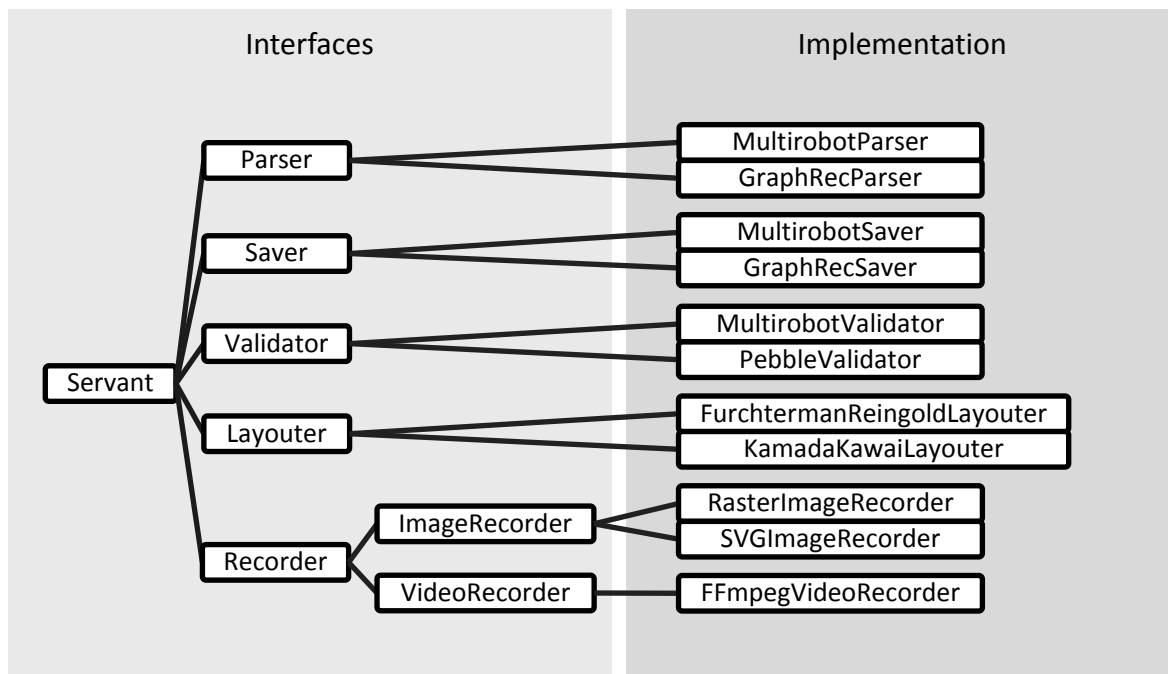 Interfaces
Implementation
Parser
MultirobotParser
GraphRecParser
Saver
MultirobotSaver
GraphRecSaver
Validator
MultirobotValidator
PebbleValidator
Servant
Layouter
FurchtermanReingoldLayouter
KamadaKawaiLayouter
Recorder
ImageRecorder
RasterImageRecorder
SVGImageRecorder
VideoRecorder
FFmpegVideoRecorder